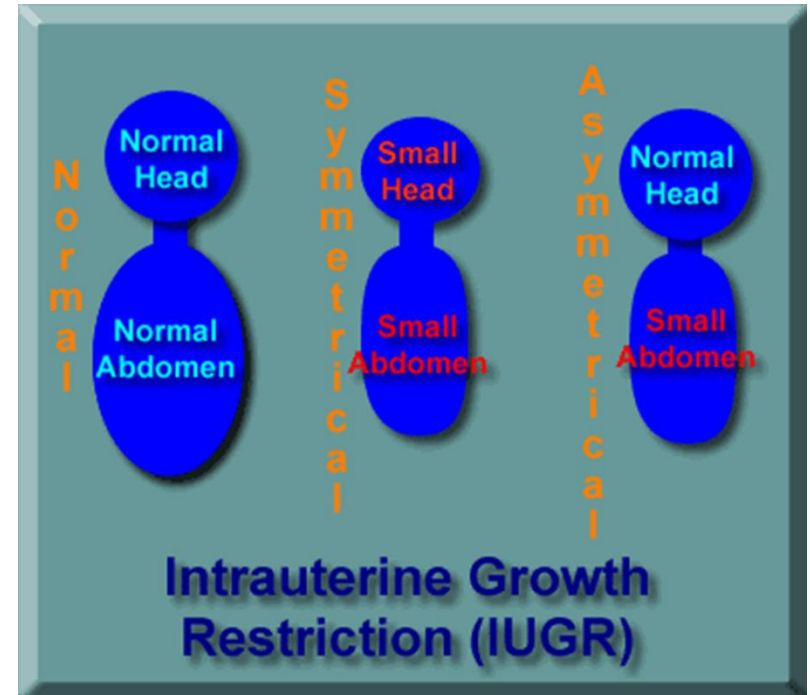 Normal
Normal
Head
Normal
Abdomen
Symmetrical
Small
Head
Small
Abdomen
Asymmetrical
Normal
Head
Small
Abdomen
Intrauterine Growth
Restriction (IUGR)